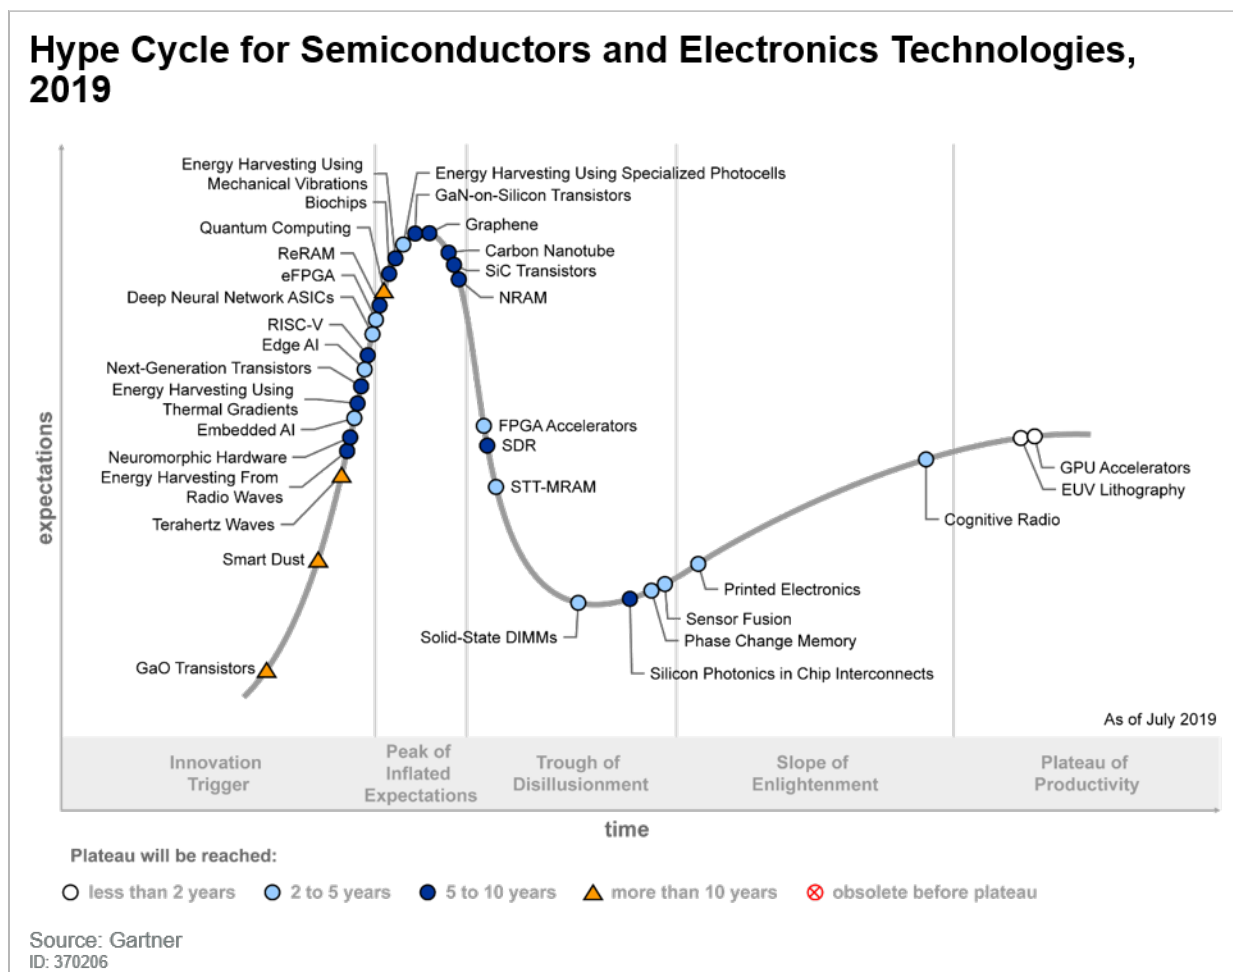 Hype Cycle for Semiconductors and Electronics Technologies,
2019
expectations
Energy Harvesting Using
Mechanical Vibrations
Biochips
Quantum Computing
ReRAM
eFPGA
Deep Neural Network ASICs
RISC-V
Edge AI
Next-Generation Transistors
Energy Harvesting Using
Thermal Gradients
Embedded AI
Neuromorphic Hardware
Energy Harvesting From
Radio Waves
Terahertz Waves
Smart Dust
GaO Transistors
Energy Harvesting Using Specialized Photocells
GaN-on-Silicon Transistors
Graphene
Carbon Nanotube
SiC Transistors
NRAM
FPGA Accelerators
SDR
STT-MRAM
Solid-State DIMMs
Silicon Photonics in Chip Interconnects
Phase Change Memory
Sensor Fusion
Printed Electronics
Cognitive Radio
GPU Accelerators
EUV Lithography
As of July 2019
Innovation
Trigger
Peak of
Inflated
Expectations
Trough of
Disillusionment
Slope of
Enlightenment
Plateau of
Productivity
time
Plateau will be reached:
less than 2 years
2 to 5 years
5 to 10 years
more than 10 years
obsolete before plateau
Source: Gartner
ID: 370206